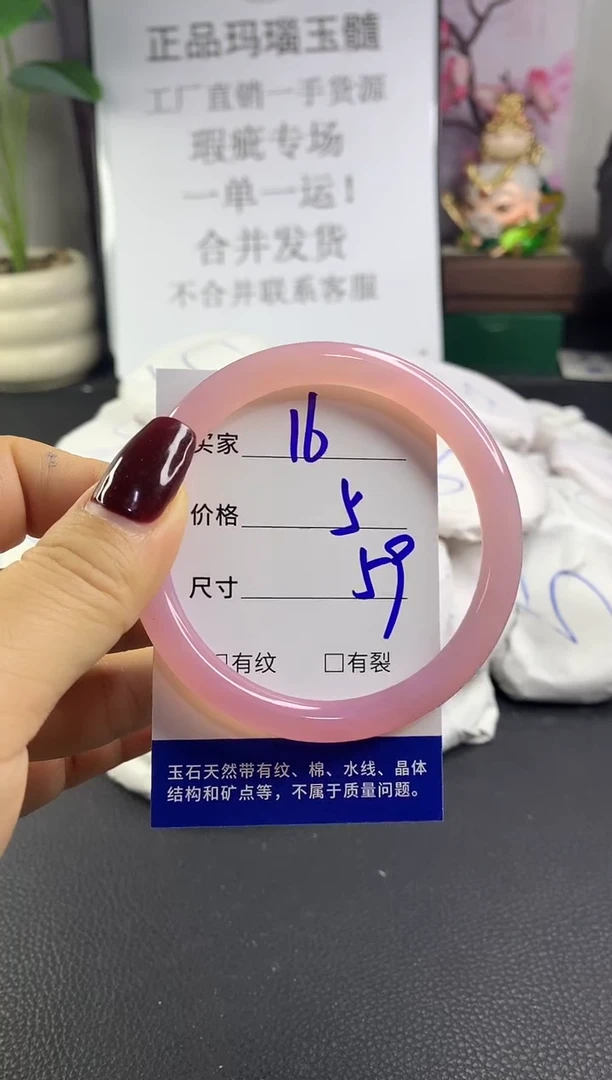 正品玛瑙玉髓
工厂直销一手货源
瑕疵专场
一单一运！
合并发货
不合并联系客服
买家 16
价格 5
尺寸 59
□有纹 □有裂
玉石天然带有纹、棉、水线、晶体
结构和矿点等，不属于质量问题。